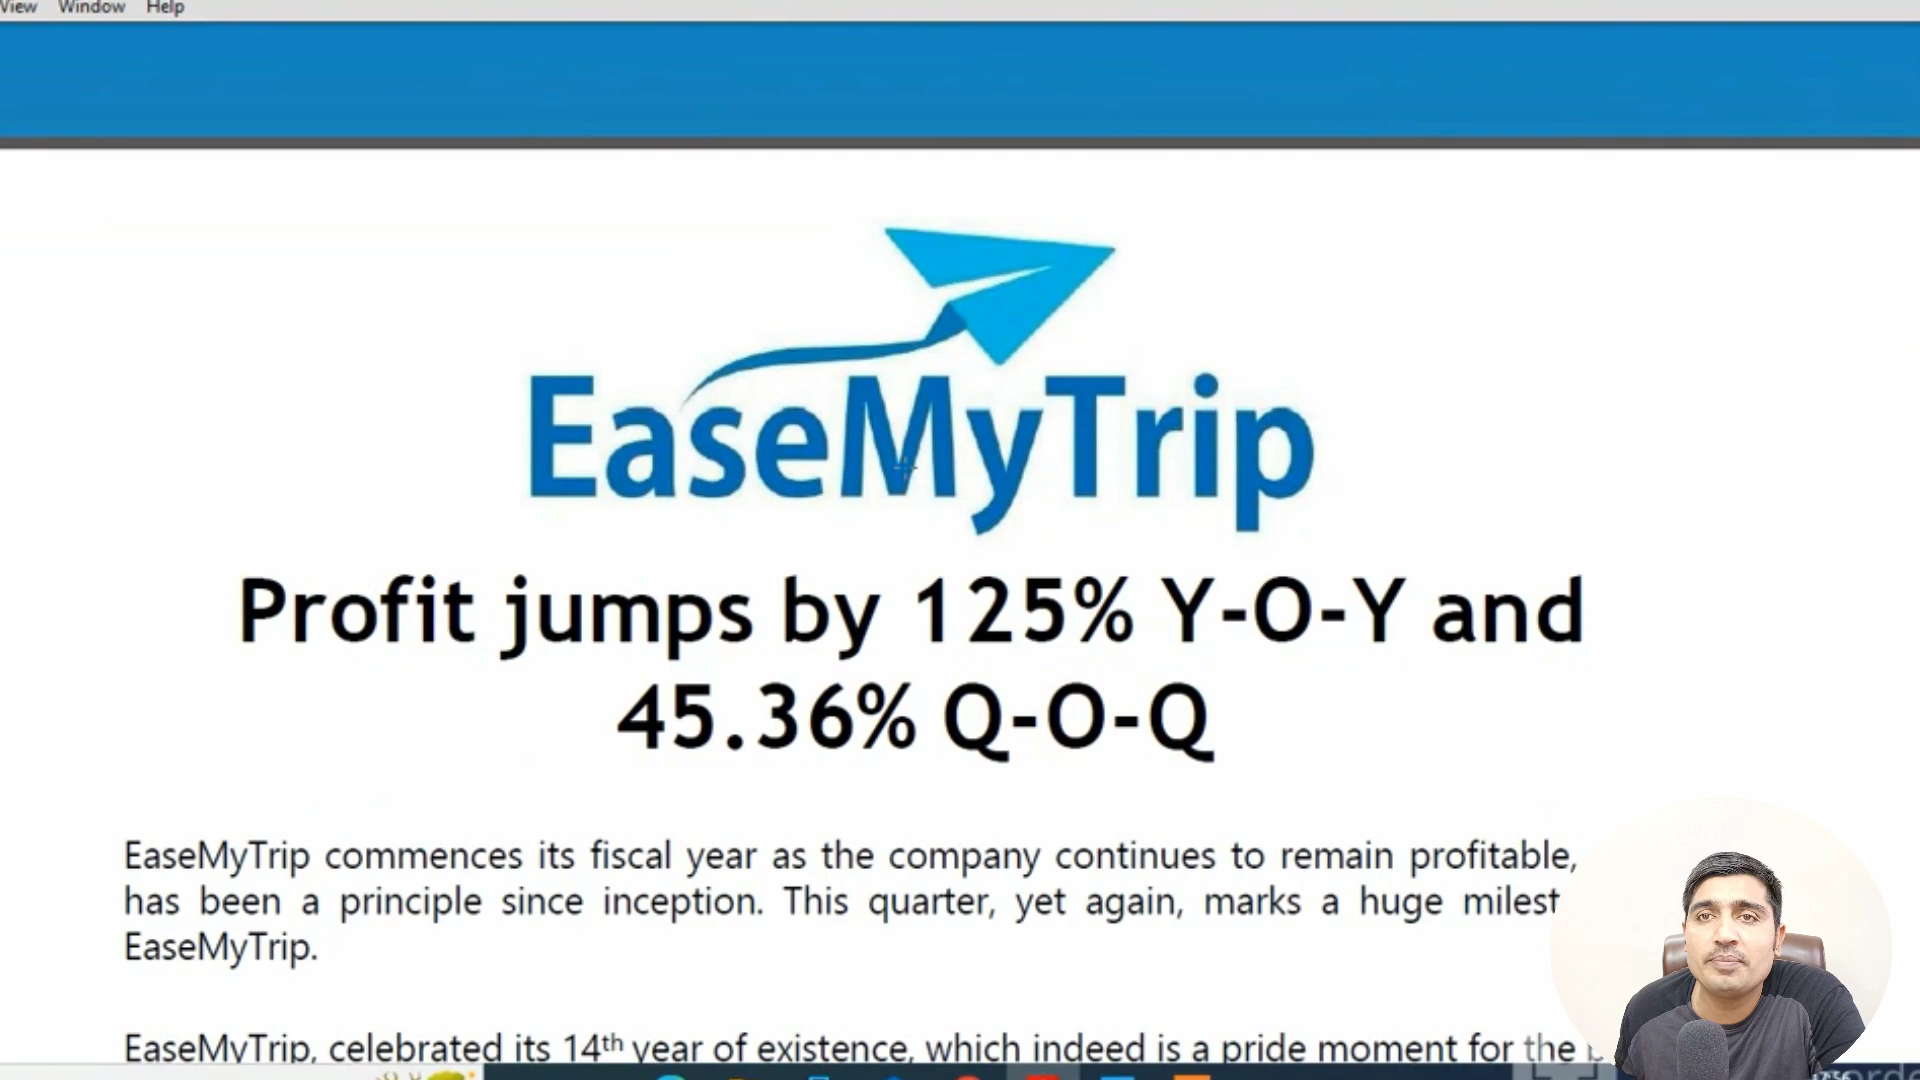 View Window Help
EaseMyTrip
Profit jumps by 125% Y-O-Y and
45.36% Q-O-Q
EaseMyTrip commences its fiscal year as the company continues to remain profitable,
has been a principle since inception. This quarter, yet again, marks a huge milest
EaseMyTrip.
EaseMyTrip, celebrated its 14th year of existence, which indeed is a pride moment for the